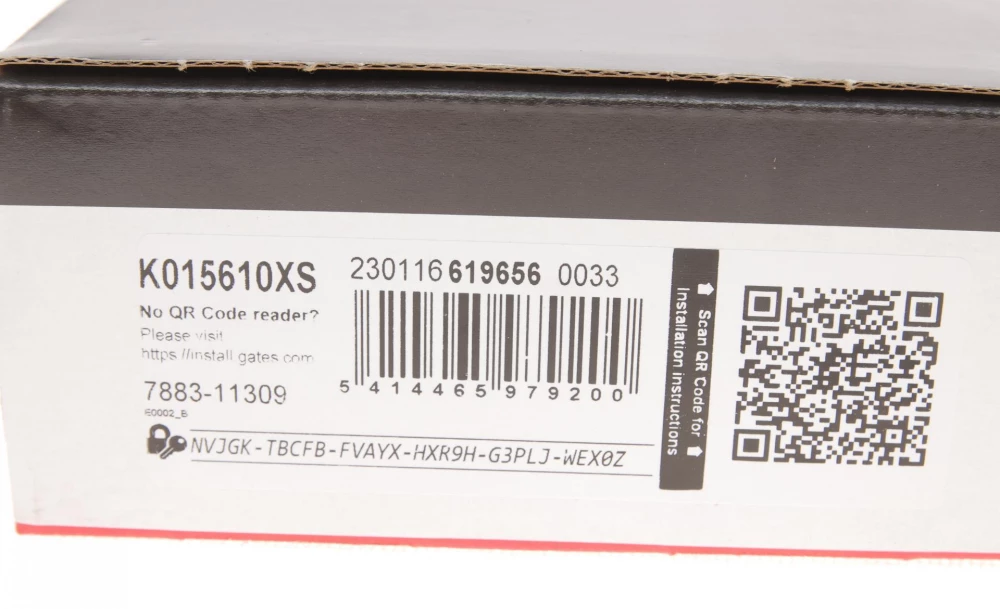 K015610XS
230116 619656 0033
No QR Code reader?
Please visit
https://install.gates.com
7883-11309
60002_B
5 414465 979200
NVJGK-TBCFB-FVAYX-HXR9H-G3PLJ-WEX0Z
Scan QR Code for
Installation instructions